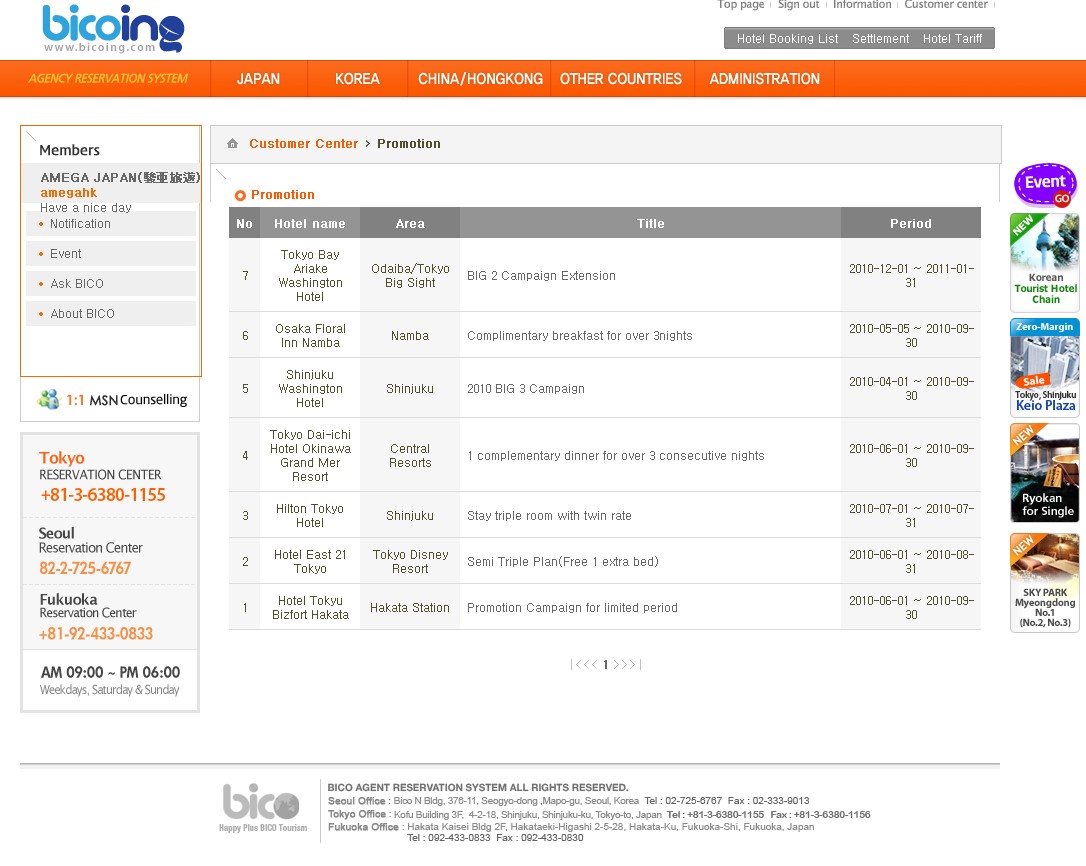 Top page Sign out Information Customer center
bicoing
www.bicoing.com
Hotel Booking List Settlement Hotel Tariff
AGENCY RESERVATION SYSTEM JAPAN KOREA CHINA/HONGKONG OTHER COUNTRIES ADMINISTRATION
Members
AMEGA JAPAN(駿亜旅遊)
amegahk
Have a nice day
Notification
Event
Ask BICO
About BICO
1:1 MSN Counselling
Tokyo
RESERVATION CENTER
+81-3-6380-1155
Seoul
Reservation Center
82-2-725-6767
Fukuoka
Reservation Center
+81-92-433-0833
AM 09:00 ~ PM 06:00
Weekdays, Saturday & Sunday
Customer Center > Promotion
Promotion
No Hotel name Area Title Period
7 Tokyo Bay Ariake Washington Hotel Odaiba/Tokyo Big Sight BIG 2 Campaign Extension 2010-12-01 ~ 2011-01-31
6 Osaka Floral Inn Namba Namba Complimentary breakfast for over 3nights 2010-05-05 ~ 2010-09-30
5 Shinjuku Washington Hotel Shinjuku 2010 BIG 3 Campaign 2010-04-01 ~ 2010-09-30
4 Tokyo Dai-ichi Hotel Okinawa Grand Mer Resort Central Resorts 1 complementary dinner for over 3 consecutive nights 2010-06-01 ~ 2010-09-30
3 Hilton Tokyo Hotel Shinjuku Stay triple room with twin rate 2010-07-01 ~ 2010-07-31
2 Hotel East 21 Tokyo Tokyo Disney Resort Semi Triple Plan(Free 1 extra bed) 2010-06-01 ~ 2010-08-31
1 Hotel Tokyu Bizfort Hakata Hakata Station Promotion Campaign for limited period 2010-06-01 ~ 2010-09-30
|<<< 1 >>>|
Event
GO
NEW
Korean
Tourist Hotel
Chain
Zero-Margin
Sale
Tokyo, Shinjuku
Keio Plaza
NEW
Ryokan
for Single
NEW
SKY PARK
Myeongdong
No.1
(No.2, No.3)
bico
Happy Plus BICO Tourism
BICO AGENT RESERVATION SYSTEM ALL RIGHTS RESERVED.
Seoul Office : Bico N Bldg, 376-11, Seogyo-dong ,Mapo-gu, Seoul, Korea Tel : 02-725-6767 Fax : 02-333-9013
Tokyo Office : Kofu Building 3F, 4-2-18, Shinjuku, Shinjuku-ku, Tokyo-to, Japan Tel : +81-3-6380-1155 Fax : +81-3-6380-1156
Fukuoka Office : Hakata Kaisei Bldg 2F, Hakataeki-Higashi 2-5-28, Hakata-Ku, Fukuoka-Shi, Fukuoka, Japan
Tel : 092-433-0833 Fax : 092-433-0830